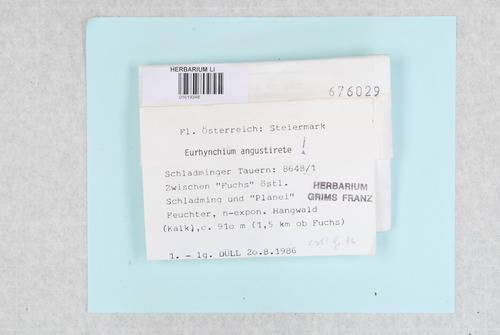 HERBARIUM LI
676029
Fl. Österreich: Steiermark
Eurhynchium angustirete !
Schladminger Tauern: 8648/1
Zwischen "Fuchs" östl.
Schladming und "Planei"
Feuchter, n-expon. Hangwald
(Kalk),c. 91o m (1,5 km ob Fuchs)
HERBARIUM
GRIMS FRANZ
1. - lg. DÜLL 2o.8.1986